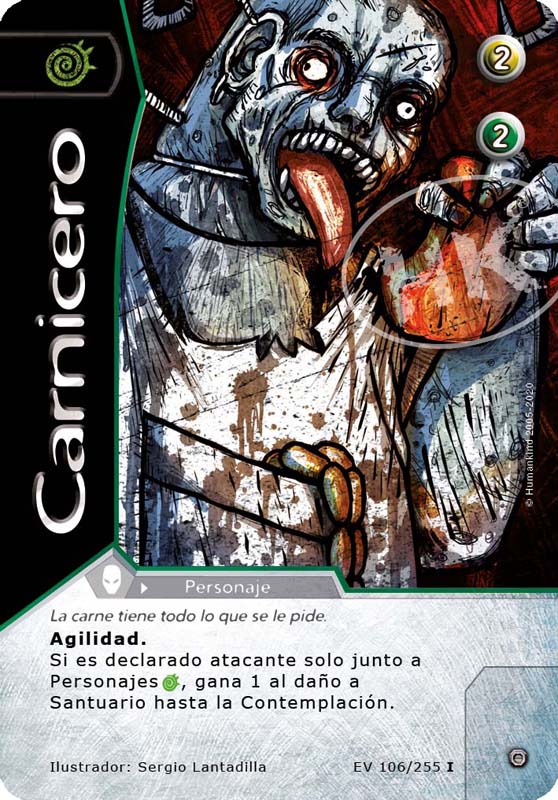 2
2
Carnicero
HK
© Humankind 2005-2020
Personaje
La carne tiene todo lo que se le pide.
Agilidad.
Si es declarado atacante solo junto a
Personajes, gana 1 al daño a
Santuario hasta la Contemplación.
Ilustrador: Sergio Lantadilla
EV 106/255 I